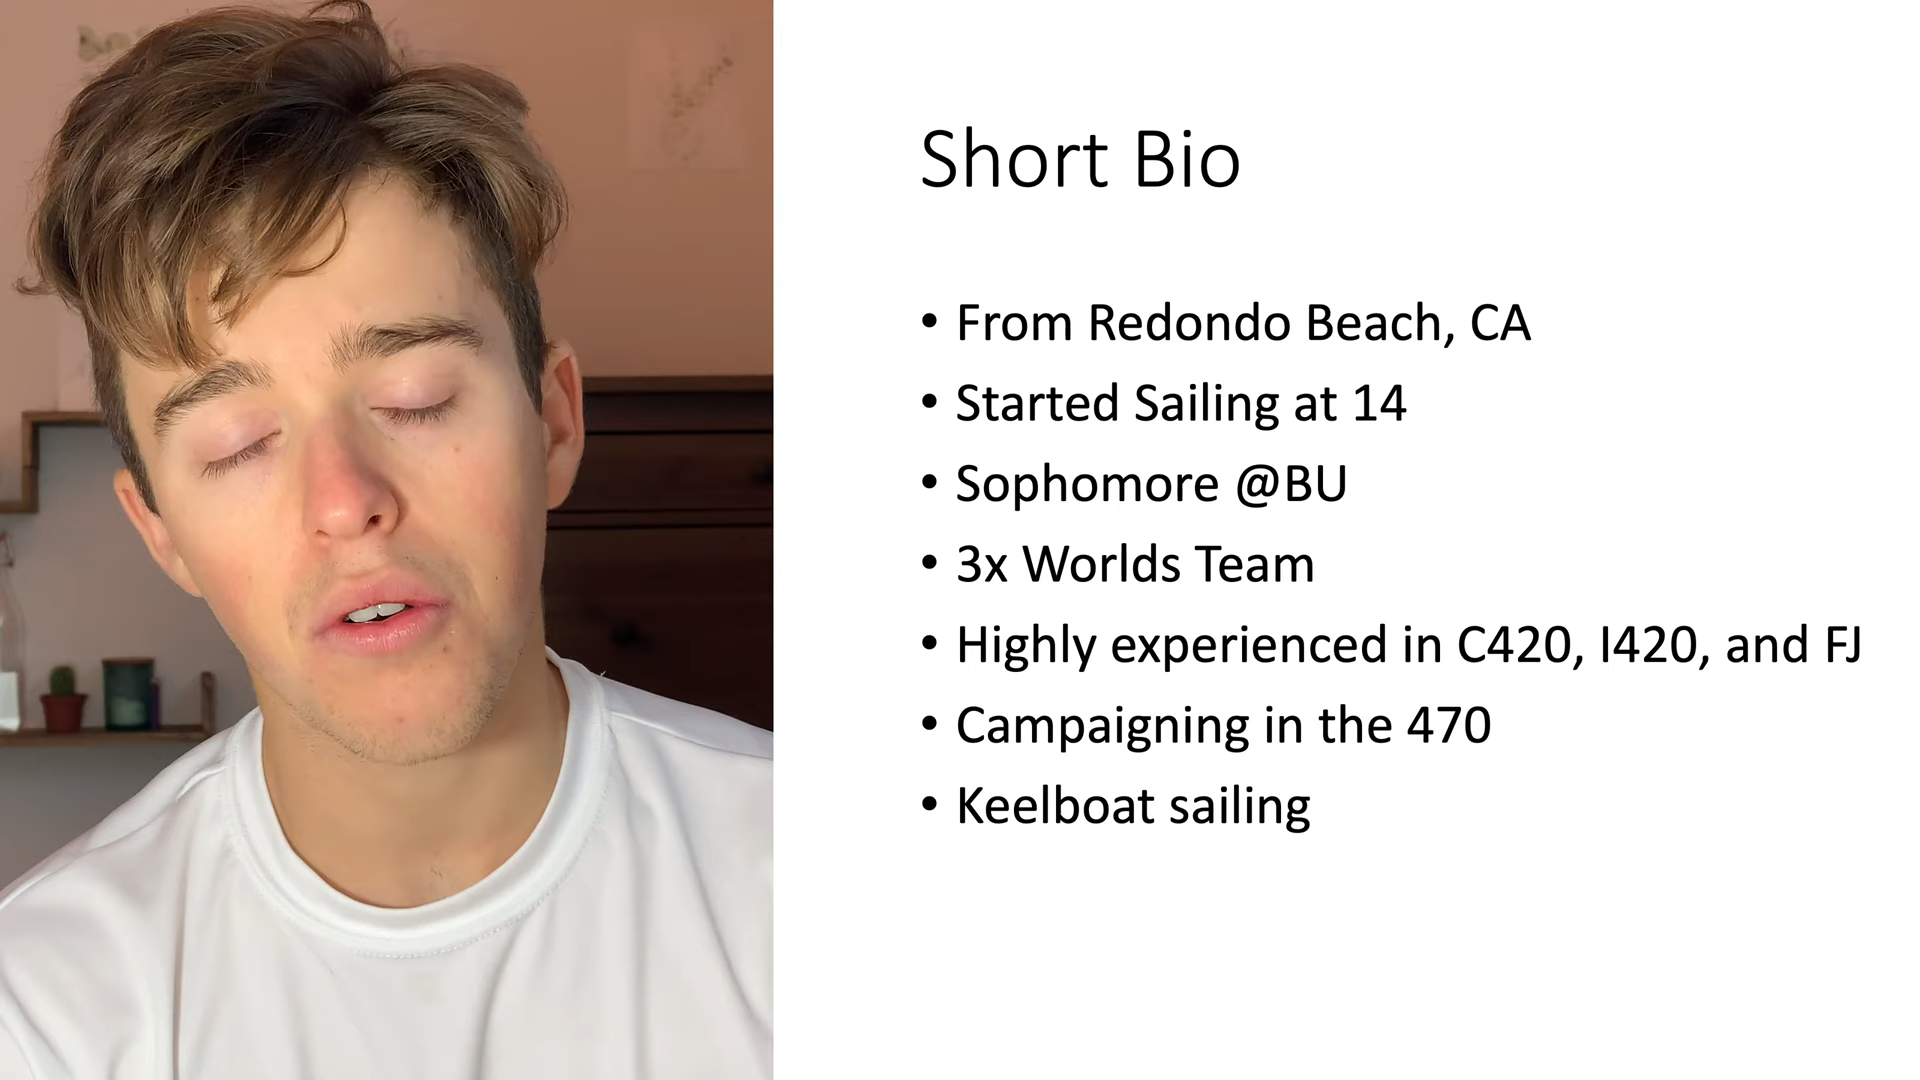 Short Bio
• From Redondo Beach, CA
• Started Sailing at 14
• Sophomore @BU
• 3x Worlds Team
• Highly experienced in C420, I420, and FJ
• Campaigning in the 470
• Keelboat sailing